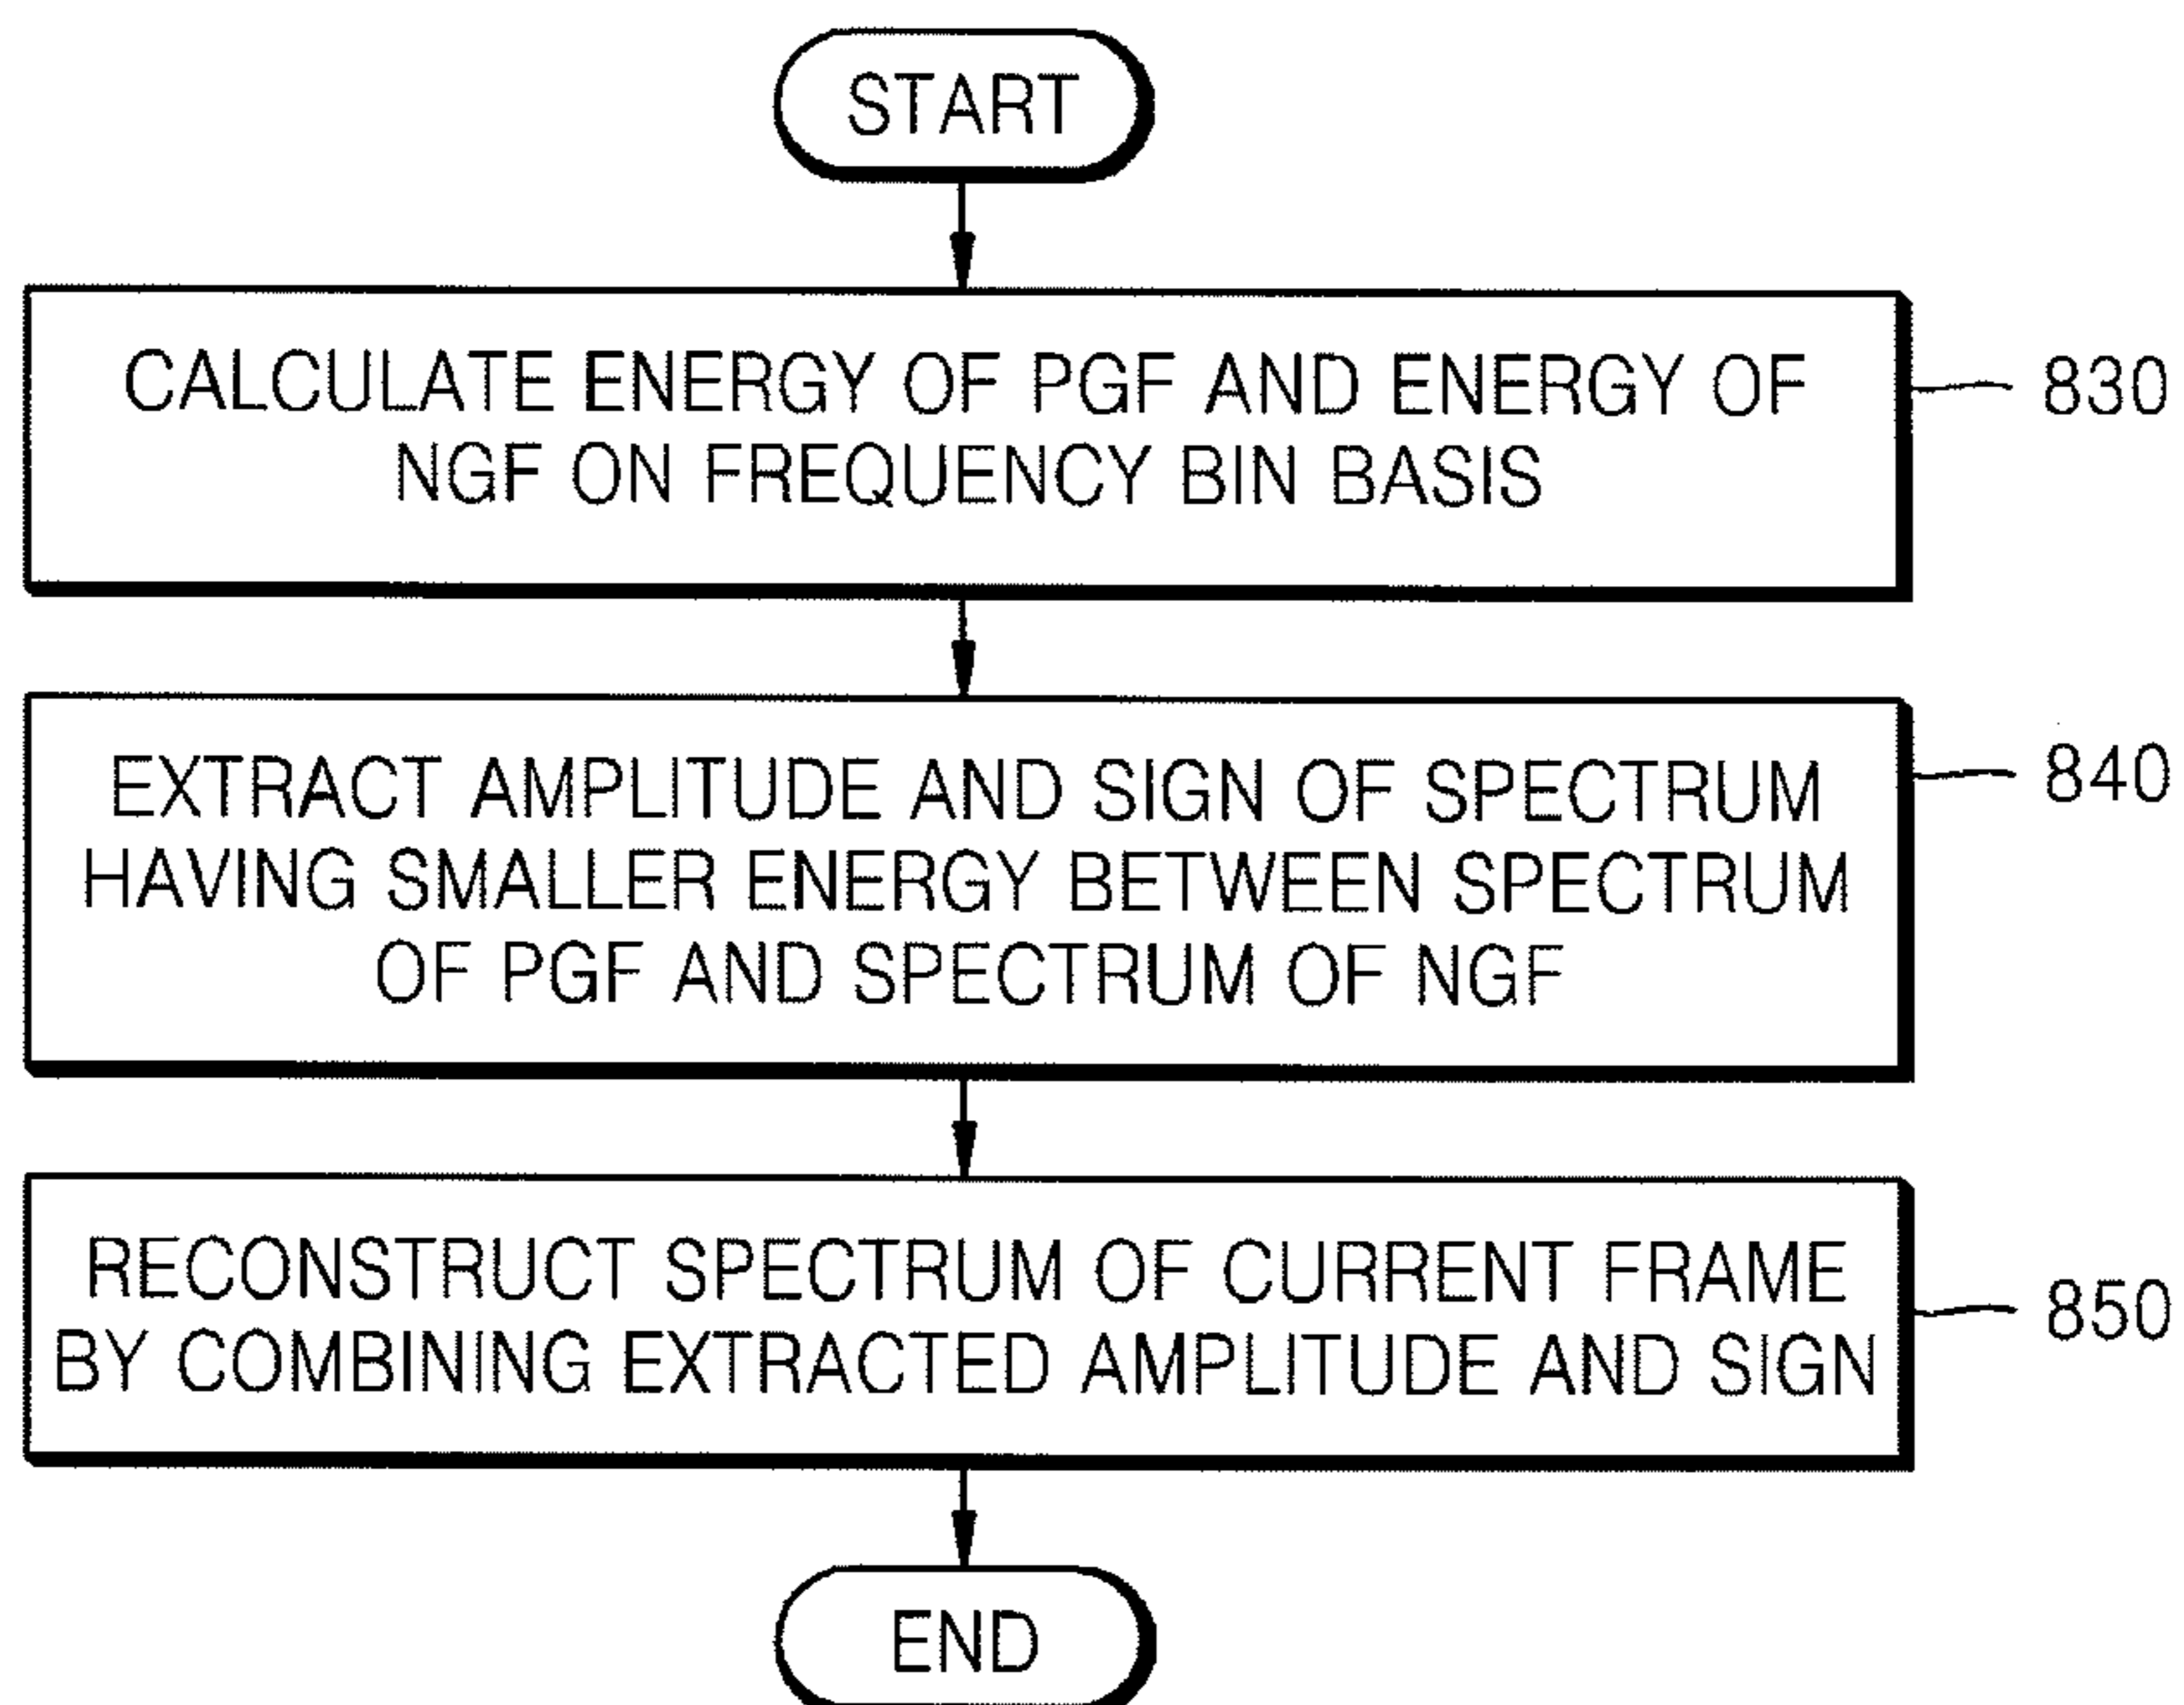 START
CALCULATE ENERGY OF PGF AND ENERGY OF
NGF ON FREQUENCY BIN BASIS
830
EXTRACT AMPLITUDE AND SIGN OF SPECTRUM
HAVING SMALLER ENERGY BETWEEN SPECTRUM
OF PGF AND SPECTRUM OF NGF
840
RECONSTRUCT SPECTRUM OF CURRENT FRAME
BY COMBINING EXTRACTED AMPLITUDE AND SIGN
850
END